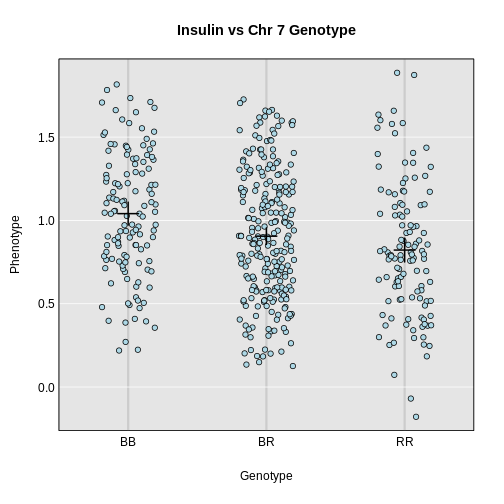 Insulin vs Chr 7 Genotype
Phenotype
1.5
1.0
0.5
0.0
BB BR RR
Genotype